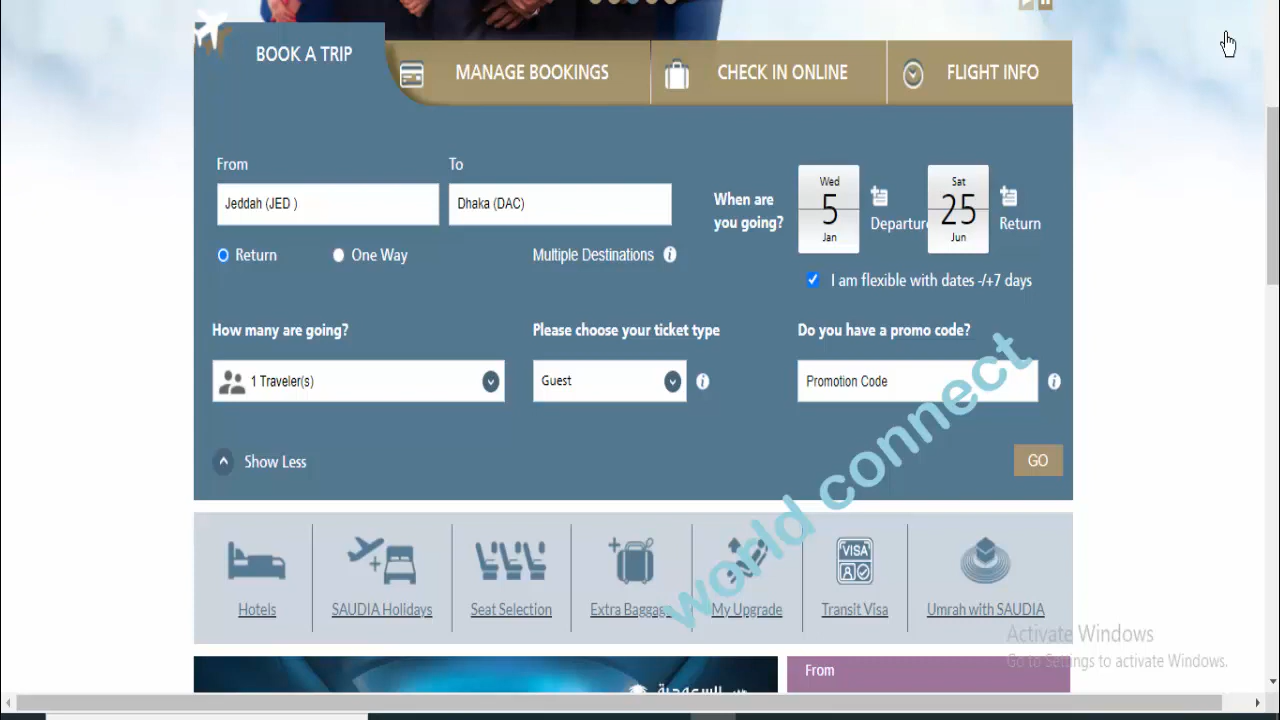 BOOK A TRIP
MANAGE BOOKINGS
CHECK IN ONLINE
FLIGHT INFO
From
To
Jeddah (JED )
Dhaka (DAC)
When are
you going?
Wed
5
Jan
Departur
Sat
25
Jun
Return
Return
One Way
Multiple Destinations
I am flexible with dates -/+7 days
How many are going?
Please choose your ticket type
Do you have a promo code?
1 Traveler(s)
Guest
Promotion Code
Show Less
GO
world connect
VISA
Hotels
SAUDIA Holidays
Seat Selection
Extra Baggage
My Upgrade
Transit Visa
Umrah with SAUDIA
Activate Windows
Go to Settings to activate Windows.
السعودية
From